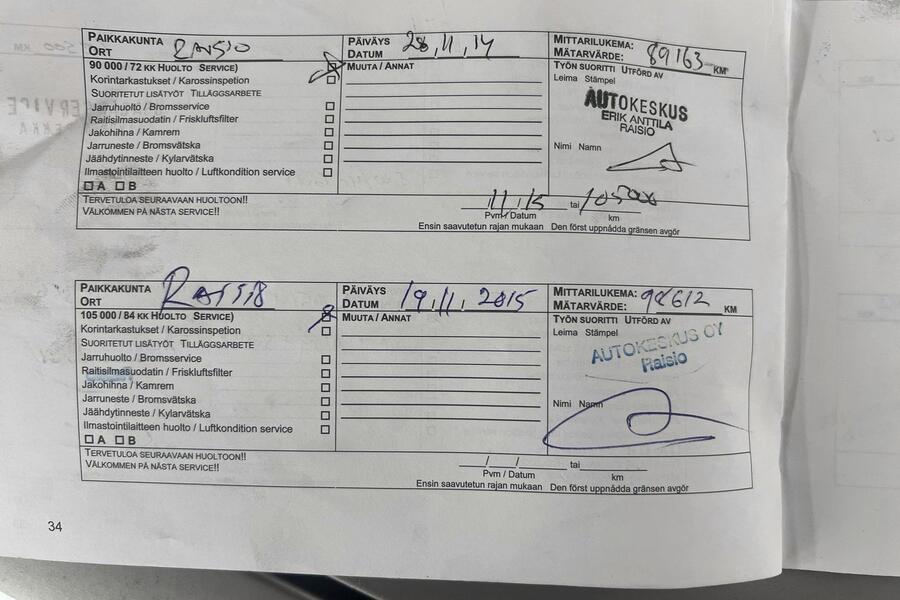 PAIKKAKUNTA RAISIO
ORT
PÄIVÄYS 28,11,14
DATUM
MITTARILUKEMA: 89163 KM
MÄTARVÄRDE:
90 000 / 72 KK HUOLTO SERVICE)
Korintarkastukset / Karossinspetion
SUORITETUT LISÄTYÖT TILLÄGGSARBETE
Jarruhuolto / Bromsservice
Raitisilmasuodatin / Friskluftsfilter
Jakohihna / Kamrem
Jarruneste / Bromsvätska
Jäähdytinneste / Kylarvätska
Ilmastointilaitteen huolto / Luftkondition service
A B
MUUTA / ANNAT
TYÖN SUORITTI UTFÖRD AV
Leima Stämpel
AUTOKESKUS
ERIK ANTTILA
RAISIO
Nimi Namn
TERVETULOA SEURAAVAAN HUOLTOON!!
VÄLKOMMEN PÅ NÄSTA SERVICE!!
11/15 tai 105000
Pvm/ Datum km
Ensin saavutetun rajan mukaan Den först uppnådda gränsen avgör
PAIKKAKUNTA RAISIO
ORT
PÄIVÄYS 19,11, 2015
DATUM
MITTARILUKEMA: 98612 KM
MÄTARVÄRDE:
105 000 / 84 KK HUOLTO SERVICE)
Korintarkastukset / Karossinspetion
SUORITETUT LISÄTYÖT TILLÄGGSARBETE
Jarruhuolto / Bromsservice
Raitisilmasuodatin / Friskluftsfilter
Jakohihna / Kamrem
Jarruneste / Bromsvätska
Jäähdytinneste / Kylarvätska
Ilmastointilaitteen huolto / Luftkondition service
A B
MUUTA / ANNAT
TYÖN SUORITTI UTFÖRD AV
Leima Stämpel
AUTOKESKUS OY
Raisio
Nimi Namn
TERVETULOA SEURAAVAAN HUOLTOON!!
VÄLKOMMEN PÅ NÄSTA SERVICE!!
/ / tai
Pvm / Datum km
Ensin saavutetun rajan mukaan Den först uppnådda gränsen avgör
34